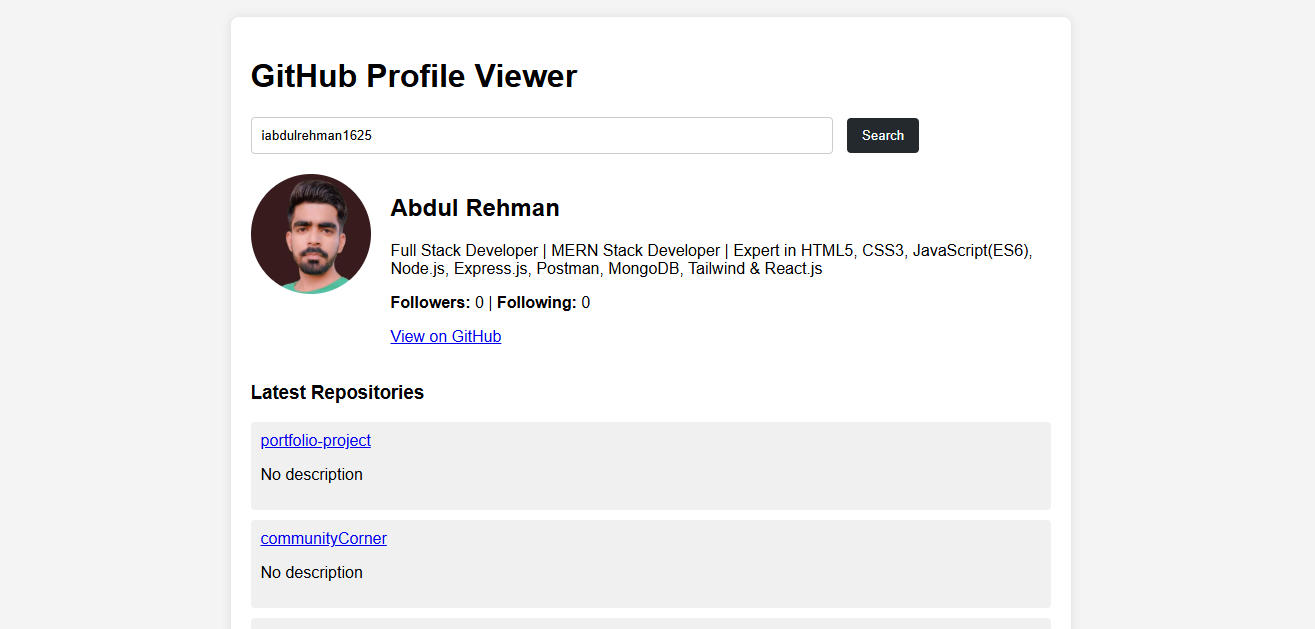 GitHub Profile Viewer
iabdulrehman1625
Search
Abdul Rehman
Full Stack Developer | MERN Stack Developer | Expert in HTML5, CSS3, JavaScript(ES6),
Node.js, Express.js, Postman, MongoDB, Tailwind & React.js
Followers: 0 | Following: 0
View on GitHub
Latest Repositories
portfolio-project
No description
communityCorner
No description